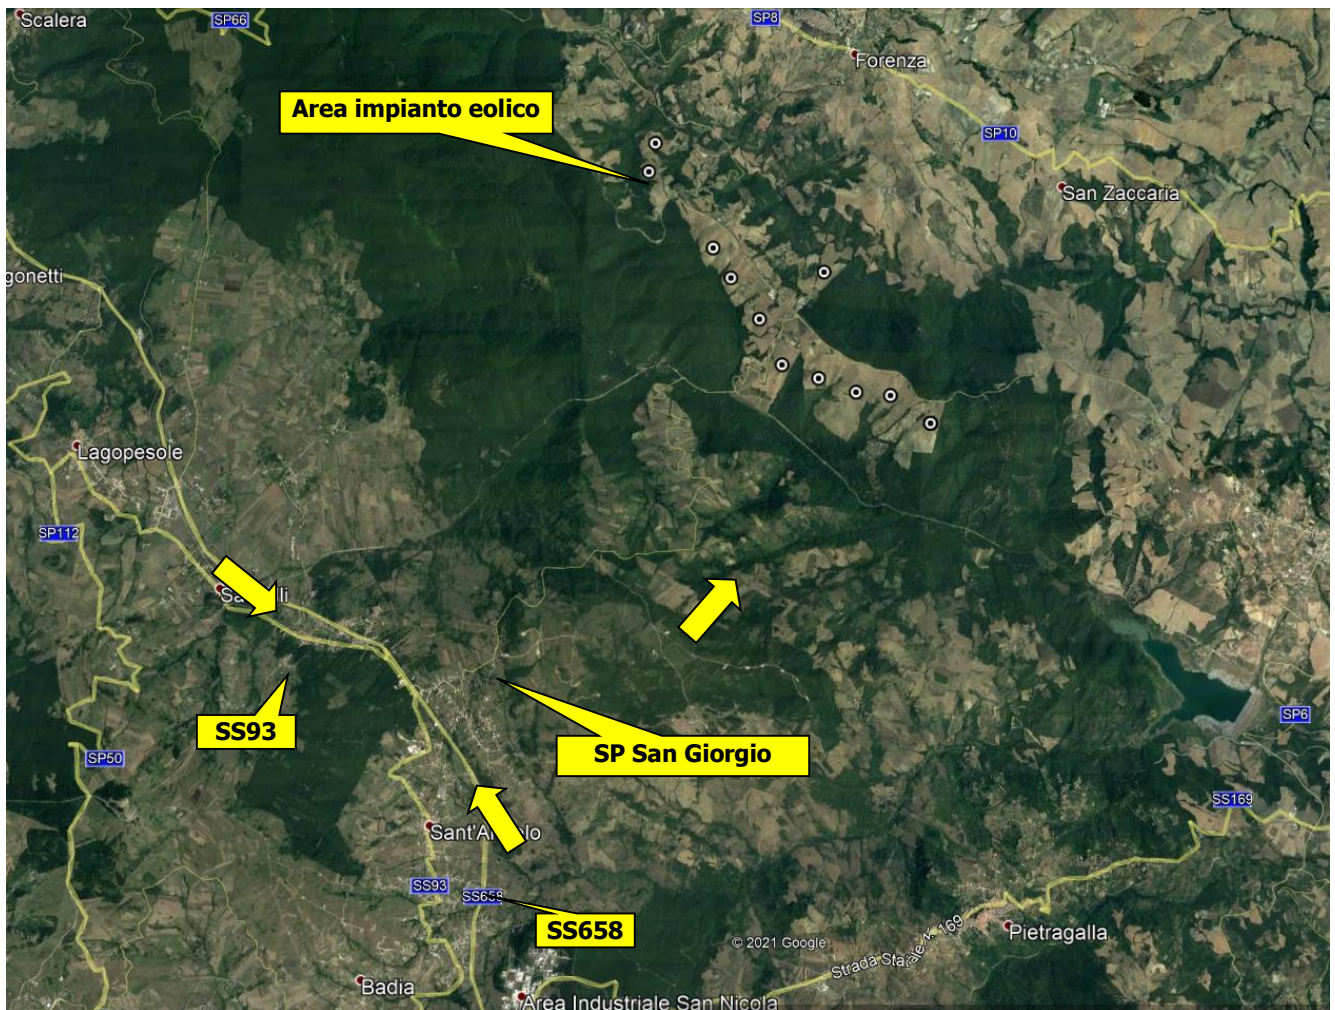 Scalera
SP66
SP8
Forenza
Area impianto eolico
SP10
San Zaccaria
gonetti
Lagopesole
SP112
SS93
SP San Giorgio
SP50
SP6
SS169
SS93
SS658
SS658
Pietragalla
© 2021 Google
Badia
Area Industriale San Nicola